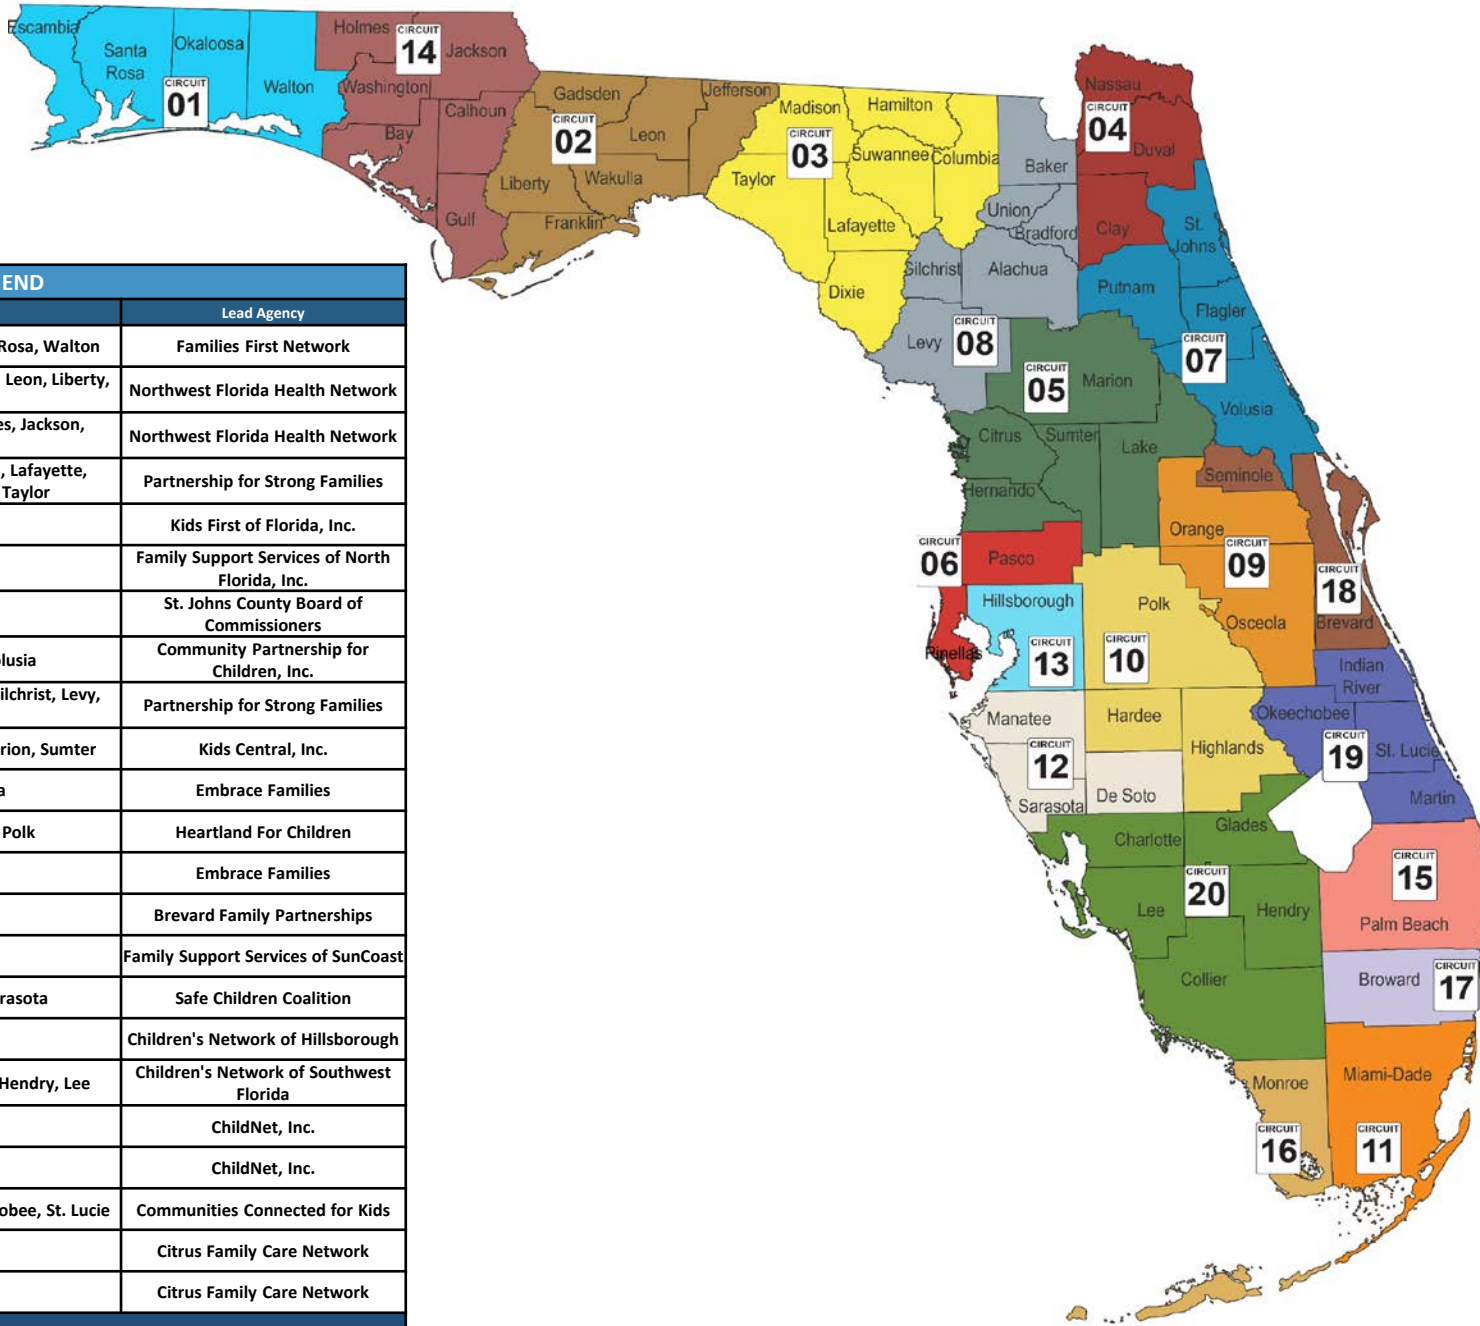 Escambia
Santa
Rosa
Okaloosa
Walton
CIRCUIT
01
Holmes
CIRCUIT
14
Jackson
Washington
Calhoun
Bay
Gulf
Gadsden
CIRCUIT
02
Jefferson
Leon
Liberty
Wakulla
Franklin
Madison
Hamilton
CIRCUIT
03
Suwannee
Columbia
Taylor
Lafayette
Dixie
Baker
Union
Bradford
Gilchrist
Alachua
Levy
CIRCUIT
08
Nassau
CIRCUIT
04
Duval
Clay
St.
Johns
Putnam
Flagler
CIRCUIT
07
Volusia
CIRCUIT
05
Marion
Citrus
Sumter
Lake
Hernando
Seminole
Orange
CIRCUIT
09
Osceola
CIRCUIT
18
Brevard
CIRCUIT
06
Pasco
Pinellas
Hillsborough
CIRCUIT
13
Polk
CIRCUIT
10
Hardee
Highlands
Manatee
CIRCUIT
12
Sarasota
De Soto
Indian
River
Okeechobee
CIRCUIT
19
St. Lucie
Martin
Charlotte
Glades
CIRCUIT
20
Lee
Hendry
Collier
CIRCUIT
15
Palm Beach
Broward
CIRCUIT
17
Monroe
CIRCUIT
16
Miami-Dade
CIRCUIT
11
END
Lead Agency
Rosa, Walton
Families First Network
Leon, Liberty,
Northwest Florida Health Network
es, Jackson,
Northwest Florida Health Network
, Lafayette,
Taylor
Partnership for Strong Families
Kids First of Florida, Inc.
Family Support Services of North
Florida, Inc.
St. Johns County Board of
Commissioners
olusia
Community Partnership for
Children, Inc.
ilchrist, Levy,
Partnership for Strong Families
rion, Sumter
Kids Central, Inc.
a
Embrace Families
Polk
Heartland For Children
Embrace Families
Brevard Family Partnerships
Family Support Services of SunCoast
rasota
Safe Children Coalition
Children's Network of Hillsborough
Hendry, Lee
Children's Network of Southwest
Florida
ChildNet, Inc.
ChildNet, Inc.
obee, St. Lucie
Communities Connected for Kids
Citrus Family Care Network
Citrus Family Care Network